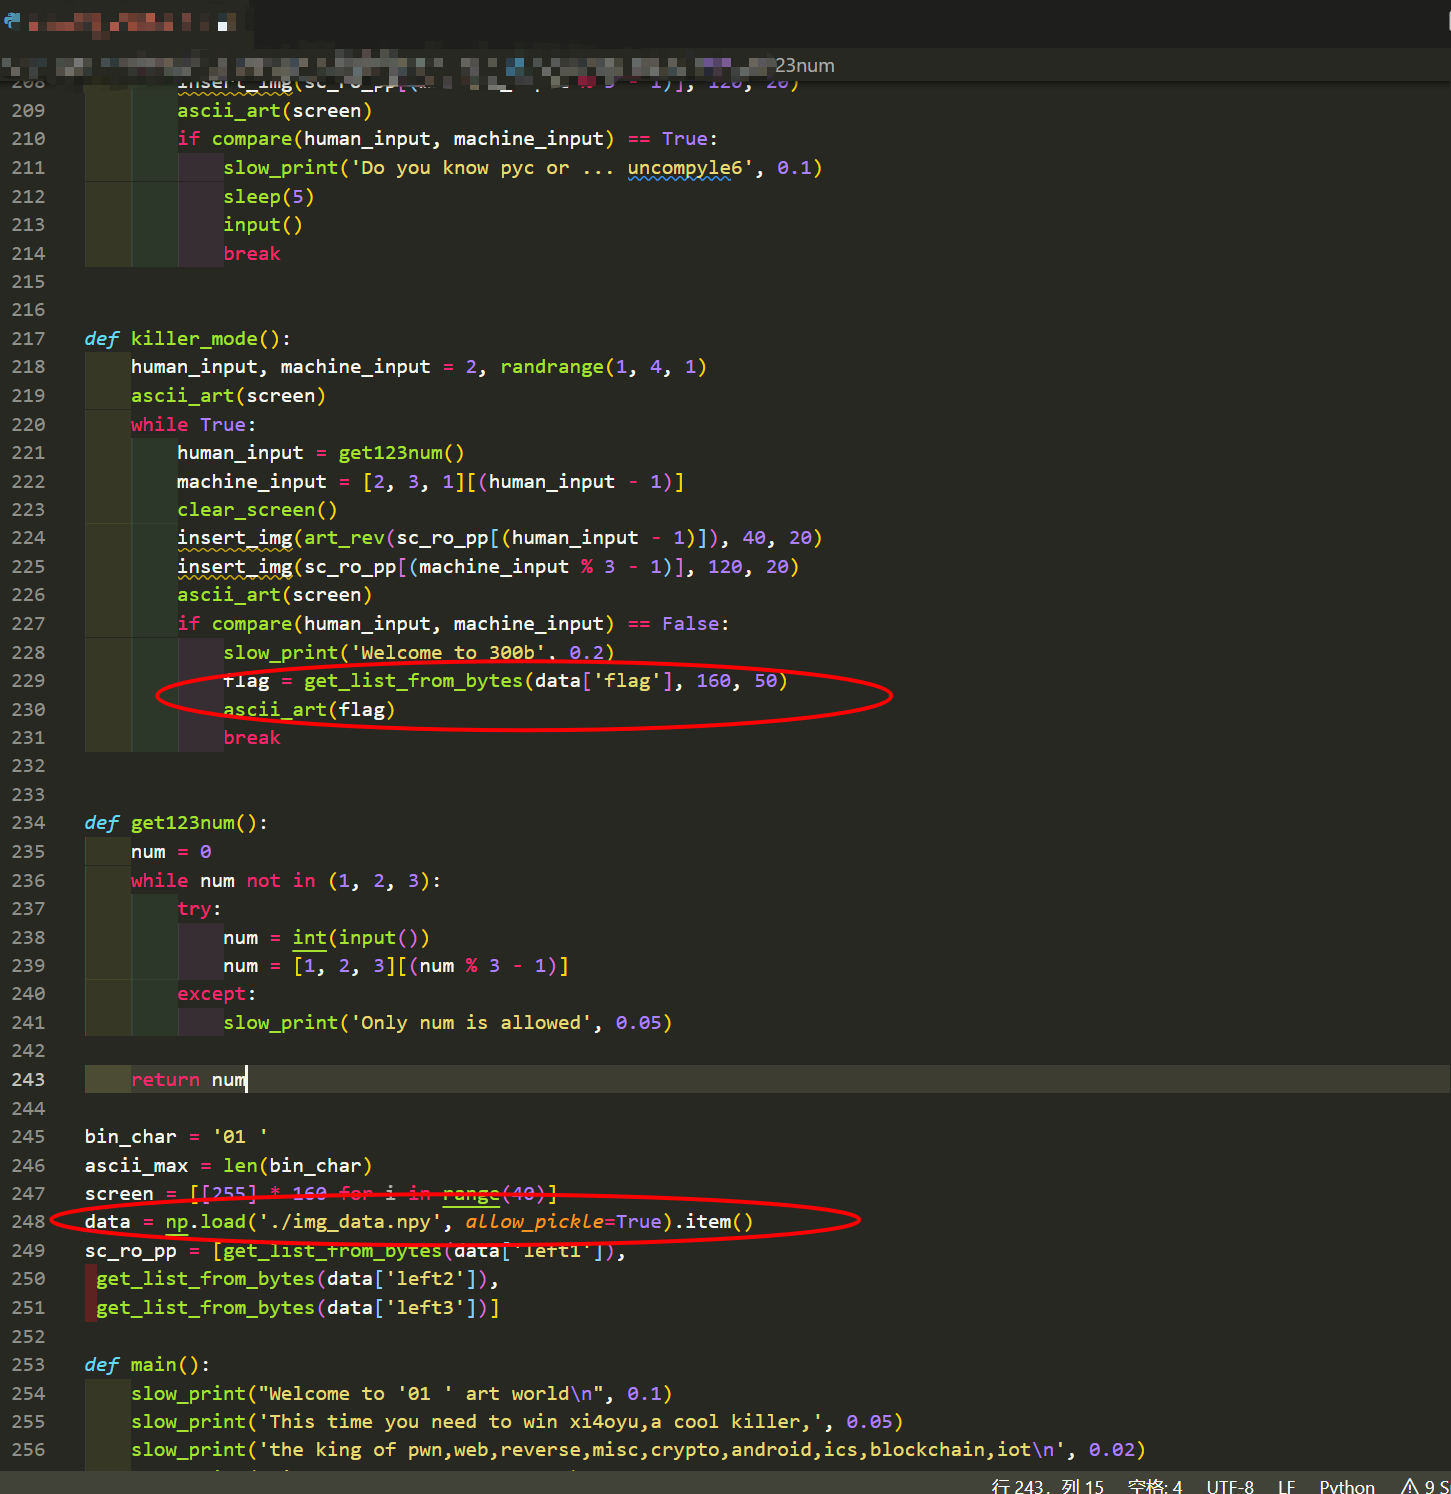 23num
208 insert_img(sc_ro_pp[( % 3 - 1)], 120, 20)
209 ascii_art(screen)
210 if compare(human_input, machine_input) == True:
211 slow_print('Do you know pyc or ... uncompyle6', 0.1)
212 sleep(5)
213 input()
214 break
215
216
217 def killer_mode():
218 human_input, machine_input = 2, randrange(1, 4, 1)
219 ascii_art(screen)
220 while True:
221 human_input = get123num()
222 machine_input = [2, 3, 1][(human_input - 1)]
223 clear_screen()
224 insert_img(art_rev(sc_ro_pp[(human_input - 1)]), 40, 20)
225 insert_img(sc_ro_pp[(machine_input % 3 - 1)], 120, 20)
226 ascii_art(screen)
227 if compare(human_input, machine_input) == False:
228 slow_print('Welcome to 300b', 0.2)
229 flag = get_list_from_bytes(data['flag'], 160, 50)
230 ascii_art(flag)
231 break
232
233
234 def get123num():
235 num = 0
236 while num not in (1, 2, 3):
237 try:
238 num = int(input())
239 num = [1, 2, 3][(num % 3 - 1)]
240 except:
241 slow_print('Only num is allowed', 0.05)
242
243 return num
244
245 bin_char = '01 '
246 ascii_max = len(bin_char)
247 screen = [[255] * 160 for i in range(40)]
248 data = np.load('./img_data.npy', allow_pickle=True).item()
249 sc_ro_pp = [get_list_from_bytes(data['left1']),
250 get_list_from_bytes(data['left2']),
251 get_list_from_bytes(data['left3'])]
252
253 def main():
254 slow_print("Welcome to '01 ' art world\n", 0.1)
255 slow_print('This time you need to win xi4oyu,a cool killer,', 0.05)
256 slow_print('the king of pwn,web,reverse,misc,crypto,android,ics,blockchain,iot\n', 0.02)
行 243，列 15 空格: 4 UTF-8 LF Python 9 S